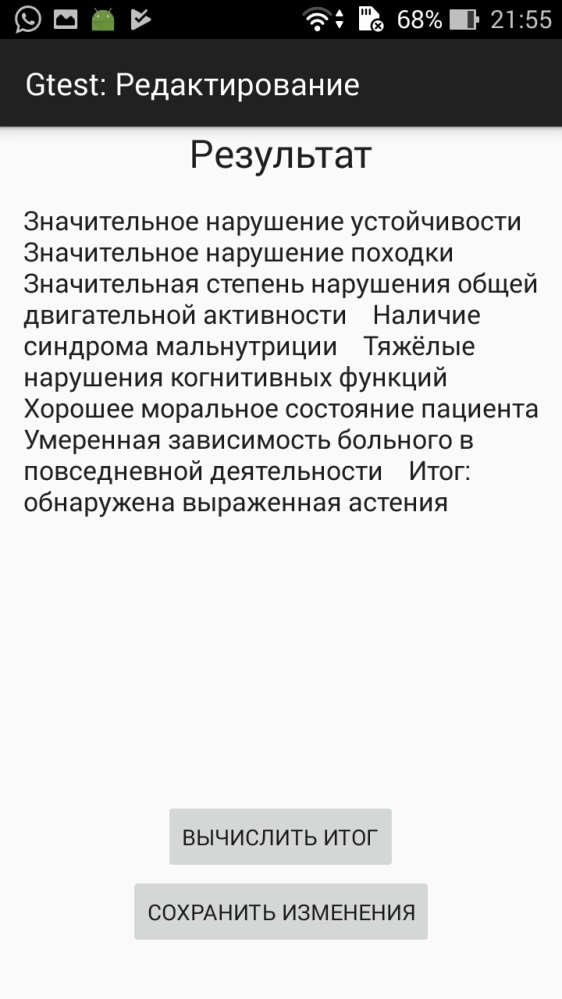 68% 21:55
Gtest: Редактирование
Результат
Значительное нарушение устойчивости
Значительное нарушение походки
Значительная степень нарушения общей
двигательной активности Наличие
синдрома мальнутриции Тяжёлые
нарушения когнитивных функций
Хорошее моральное состояние пациента
Умеренная зависимость больного в
повседневной деятельности Итог:
обнаружена выраженная астения
ВЫЧИСЛИТЬ ИТОГ
СОХРАНИТЬ ИЗМЕНЕНИЯ